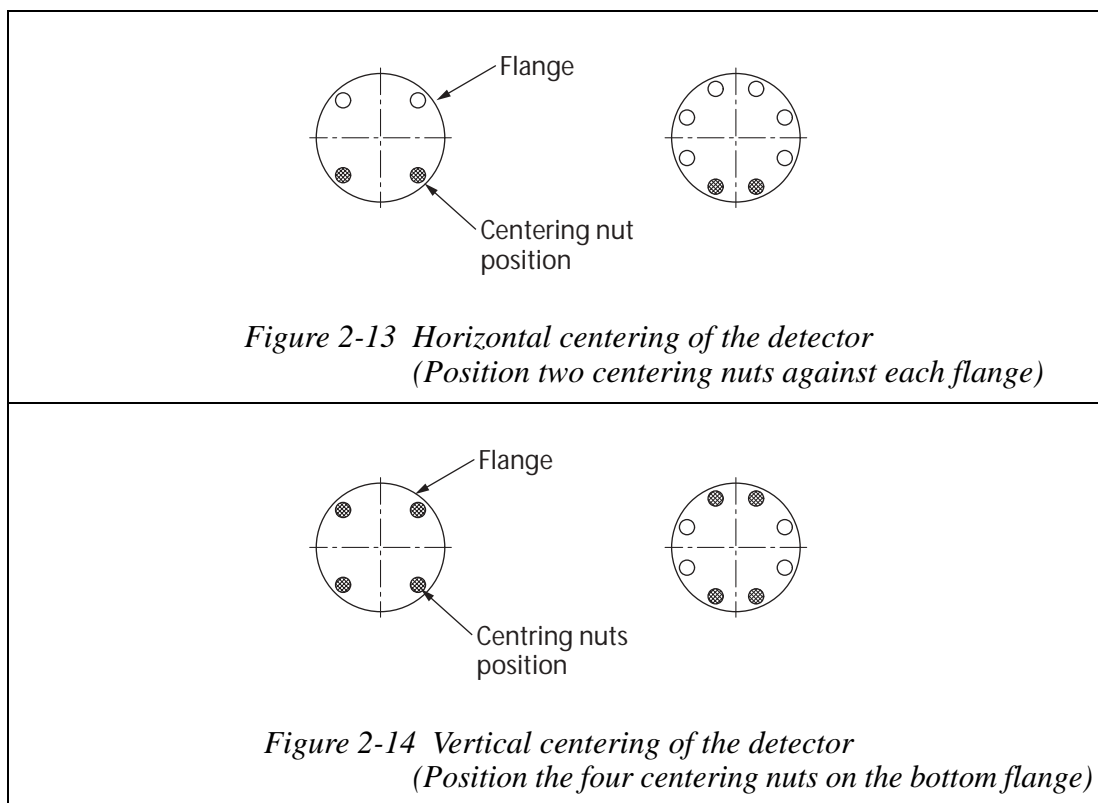 Flange
Centering nut
position
Figure 2-13 Horizontal centering of the detector
(Position two centering nuts against each flange)
Flange
Centring nuts
position
Figure 2-14 Vertical centering of the detector
(Position the four centering nuts on the bottom flange)